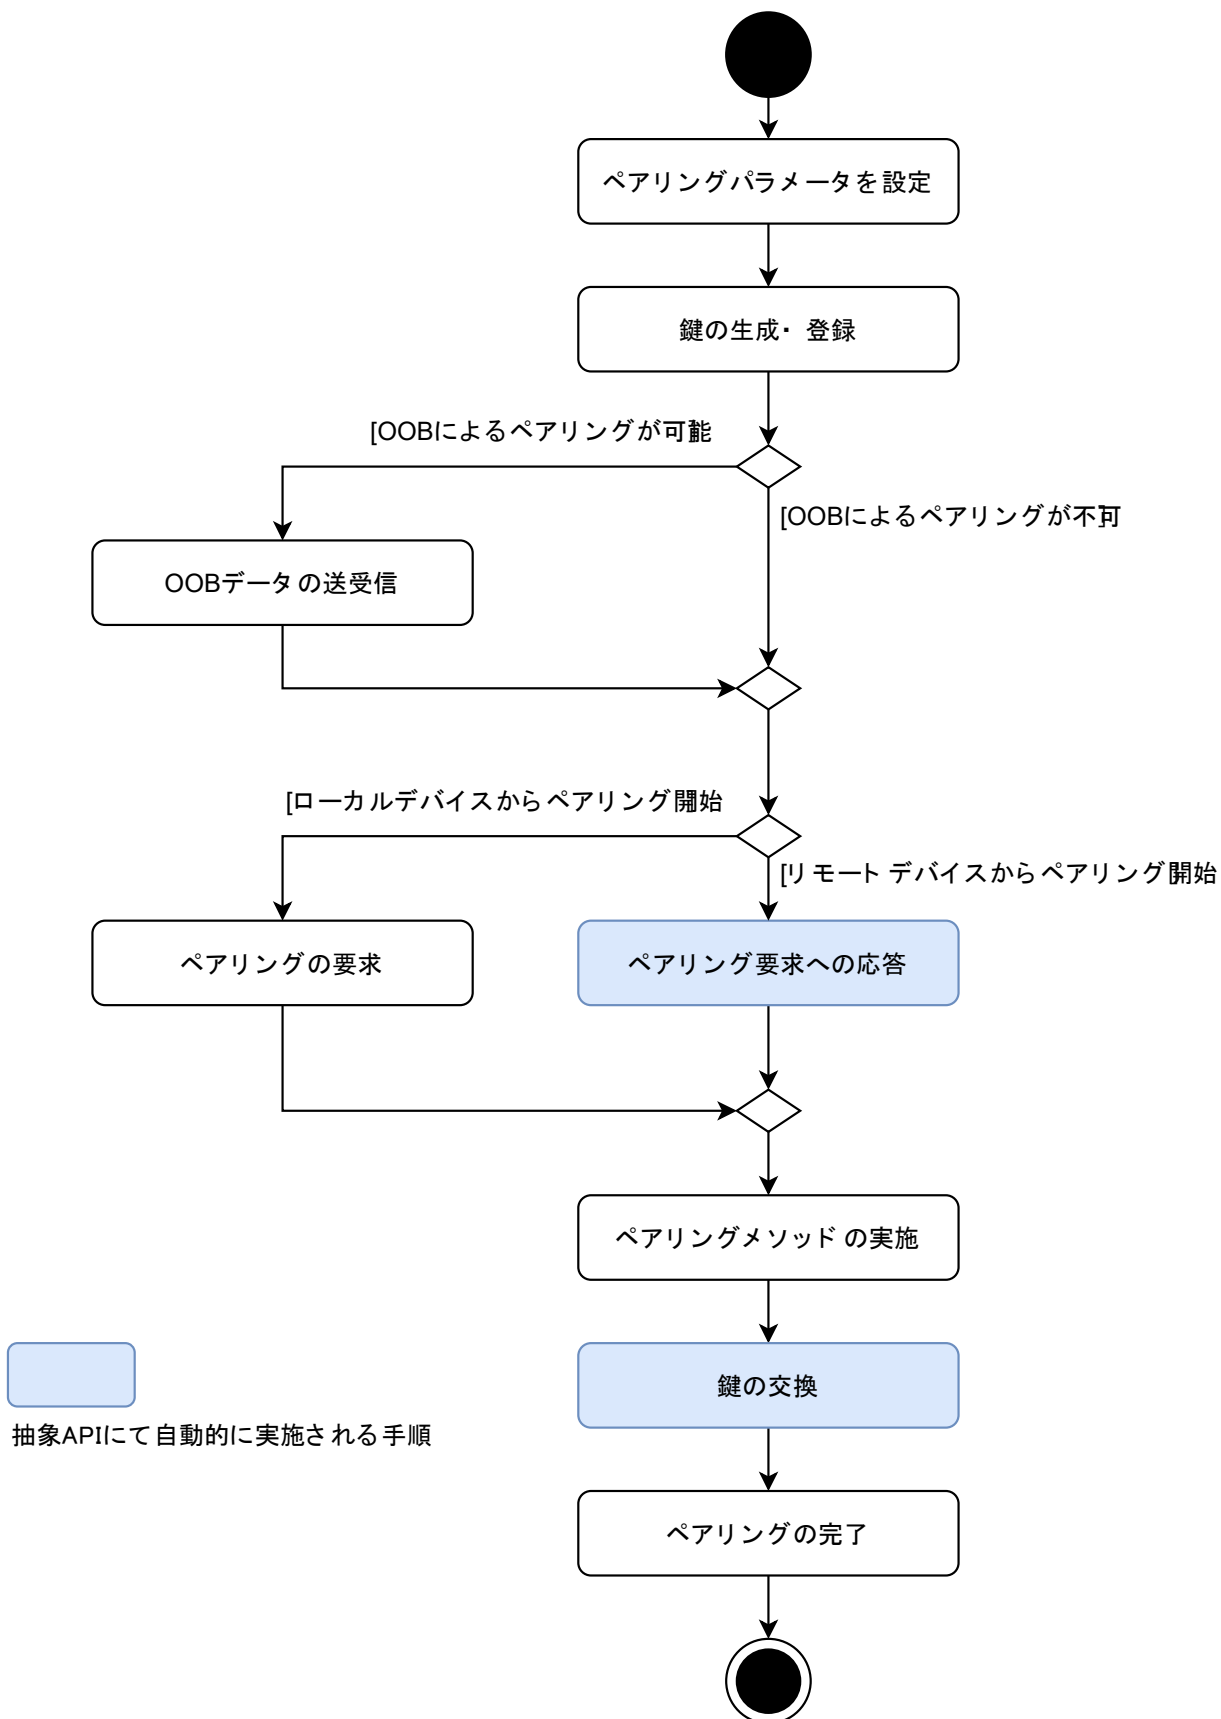 ペアリングパラメータを設定
鍵の生成・登録
[OOBによるペアリングが可能]
[OOBによるペアリングが不可]
OOBデータの送受信
[ローカルデバイスからペアリング開始]
[リモートデバイスからペアリング開始]
ペアリングの要求
ペアリング要求への応答
ペアリングメソッドの実施
鍵の交換
抽象APIにて自動的に実施される手順
ペアリングの完了